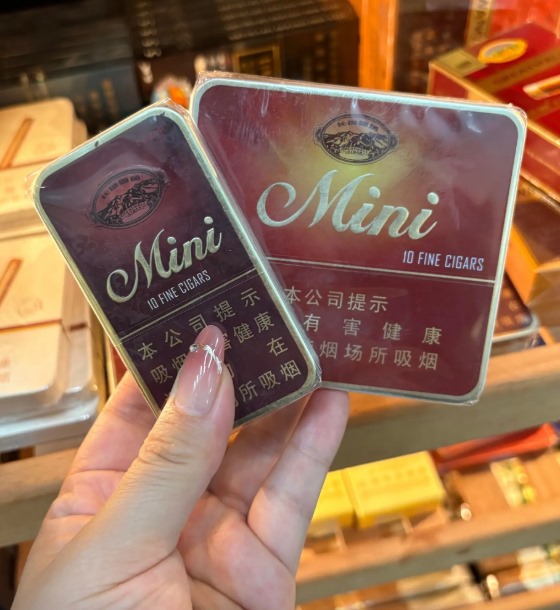 Mini
10 FINE CIGARS
本公司提示
吸烟 害健康
在
所吸烟
Mini
10 FINE CIGARS
本公司提示
有害健康
烟场所吸烟